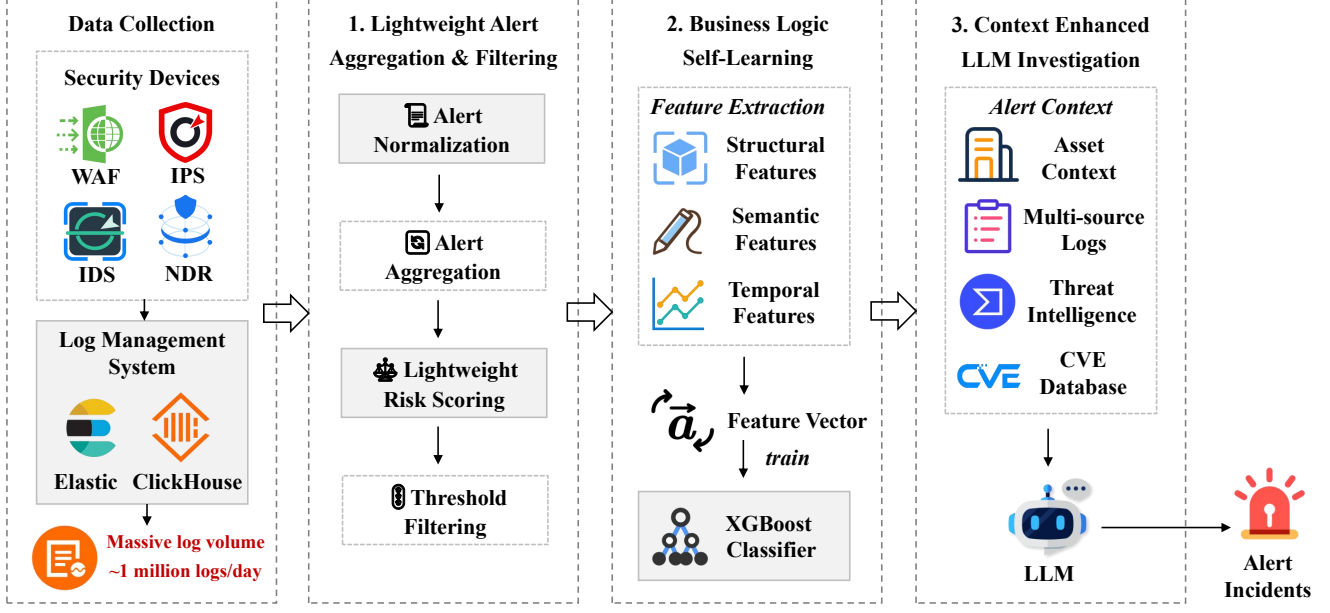 Data Collection
Security Devices
WAF
IPS
IDS
NDR
Log Management
System
Elastic
ClickHouse
Massive log volume
~1 million logs/day
1. Lightweight Alert
Aggregation & Filtering
Alert
Normalization
Alert
Aggregation
Lightweight
Risk Scoring
Threshold
Filtering
2. Business Logic
Self-Learning
Feature Extraction
Structural
Features
Semantic
Features
Temporal
Features
a
Feature Vector
train
XGBoost
Classifier
3. Context Enhanced
LLM Investigation
Alert Context
Asset
Context
Multi-source
Logs
Threat
Intelligence
CVE
CVE
Database
LLM
Alert
Incidents